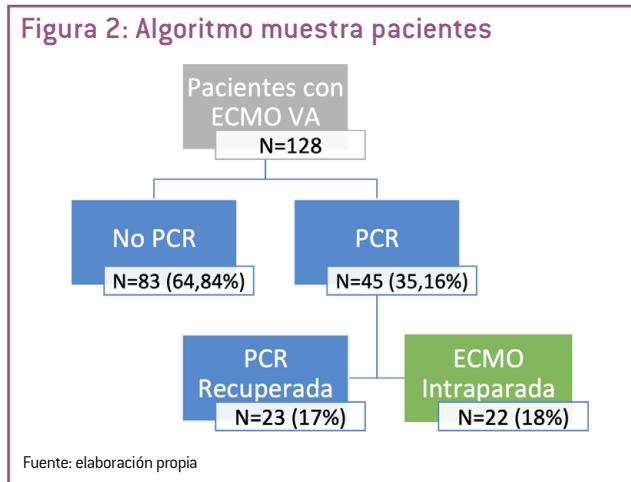 Figura 2: Algoritmo muestra pacientes
Pacientes con
ECMO VA
N=128
No PCR
N=83 (64,84%)
PCR
N=45 (35,16%)
PCR
Recuperada
N=23 (17%)
ECMO
Intraparada
N=22 (18%)
Fuente: elaboración propia